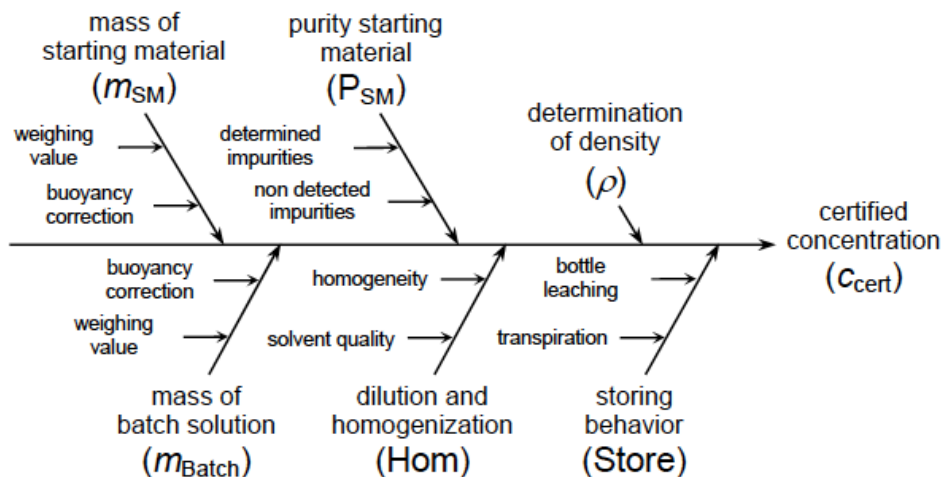 mass of
starting material
(mSM)
purity starting
material
(PSM)
determination
of density
(ρ)
weighing
value
buoyancy
correction
determined
impurities
non detected
impurities
certified
concentration
(ccert)
buoyancy
correction
weighing
value
homogeneity
solvent quality
bottle
leaching
transpiration
mass of
batch solution
(mBatch)
dilution and
homogenization
(Hom)
storing
behavior
(Store)